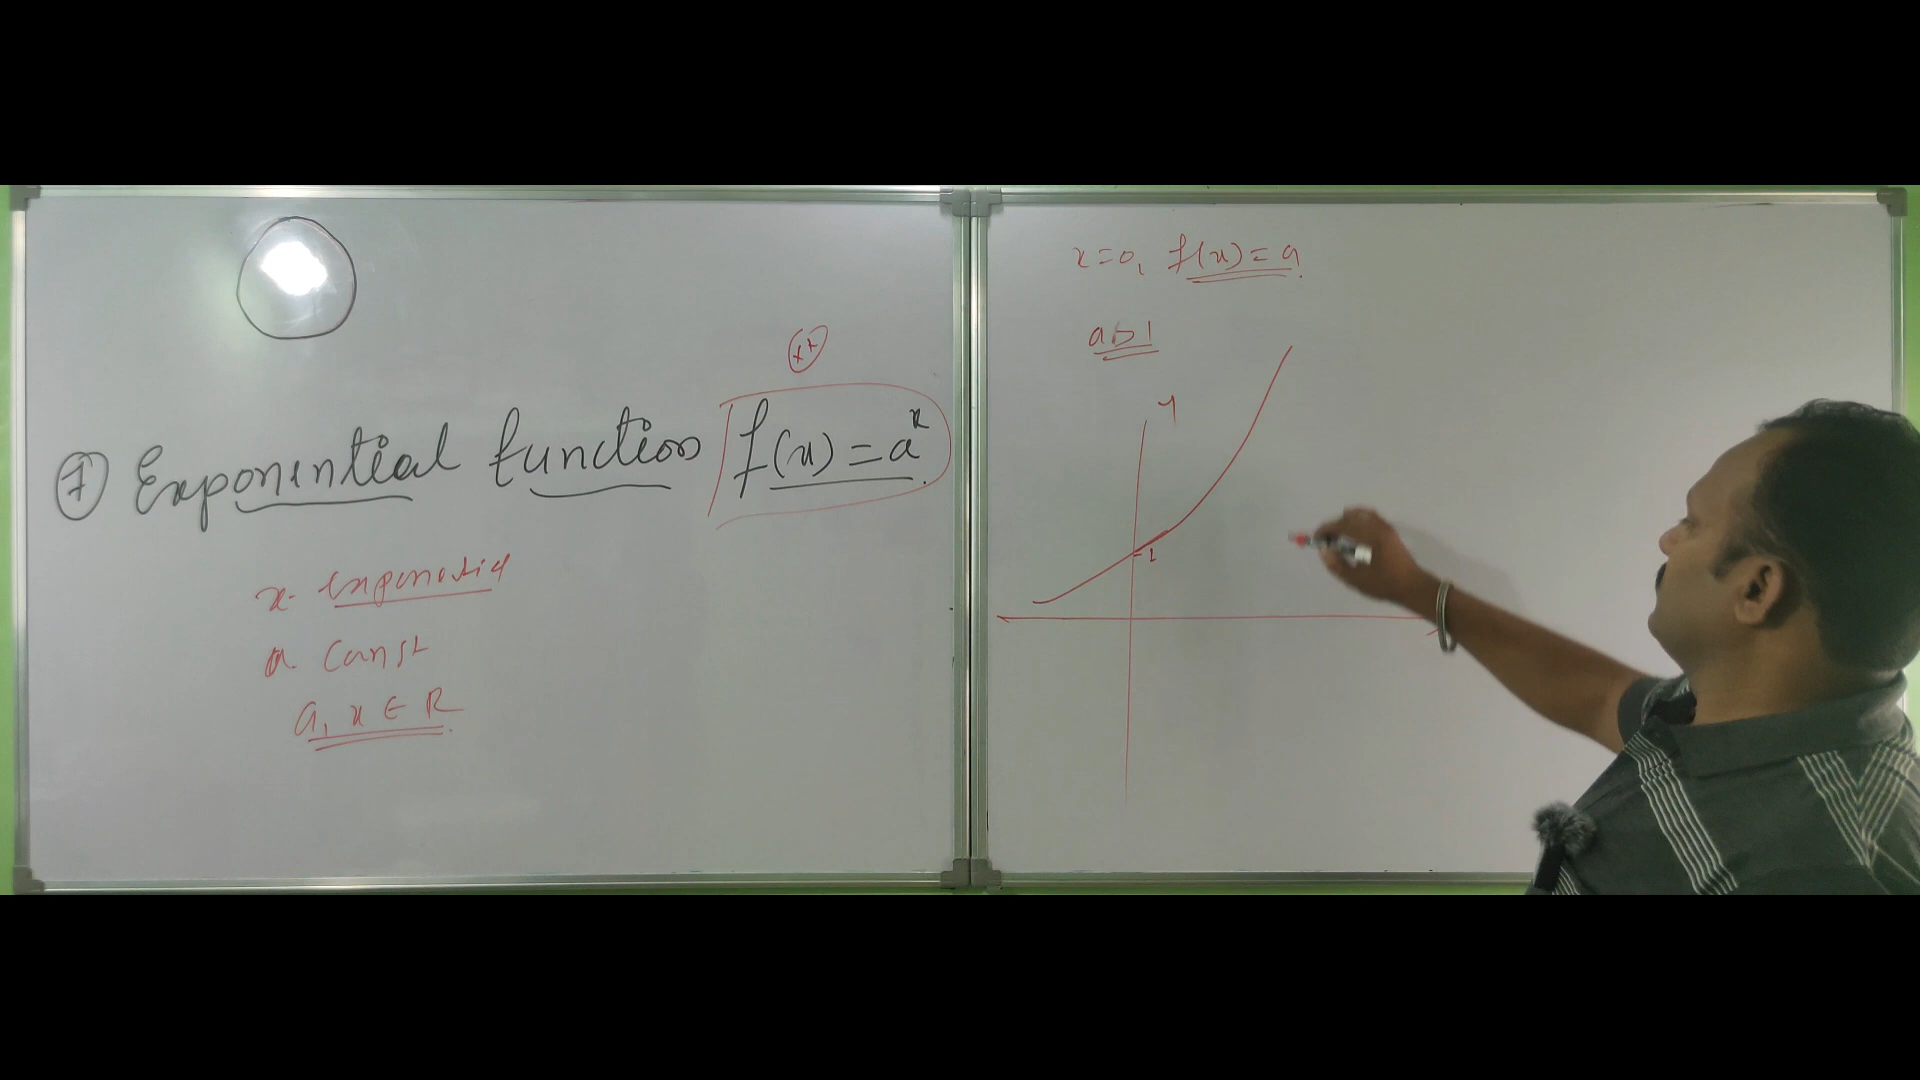 ⑦ Exponential function f(x) = a^x
x - exponential
a - const
a, x ∈ R
x = 0, f(x) = a
a > 1
Y
1